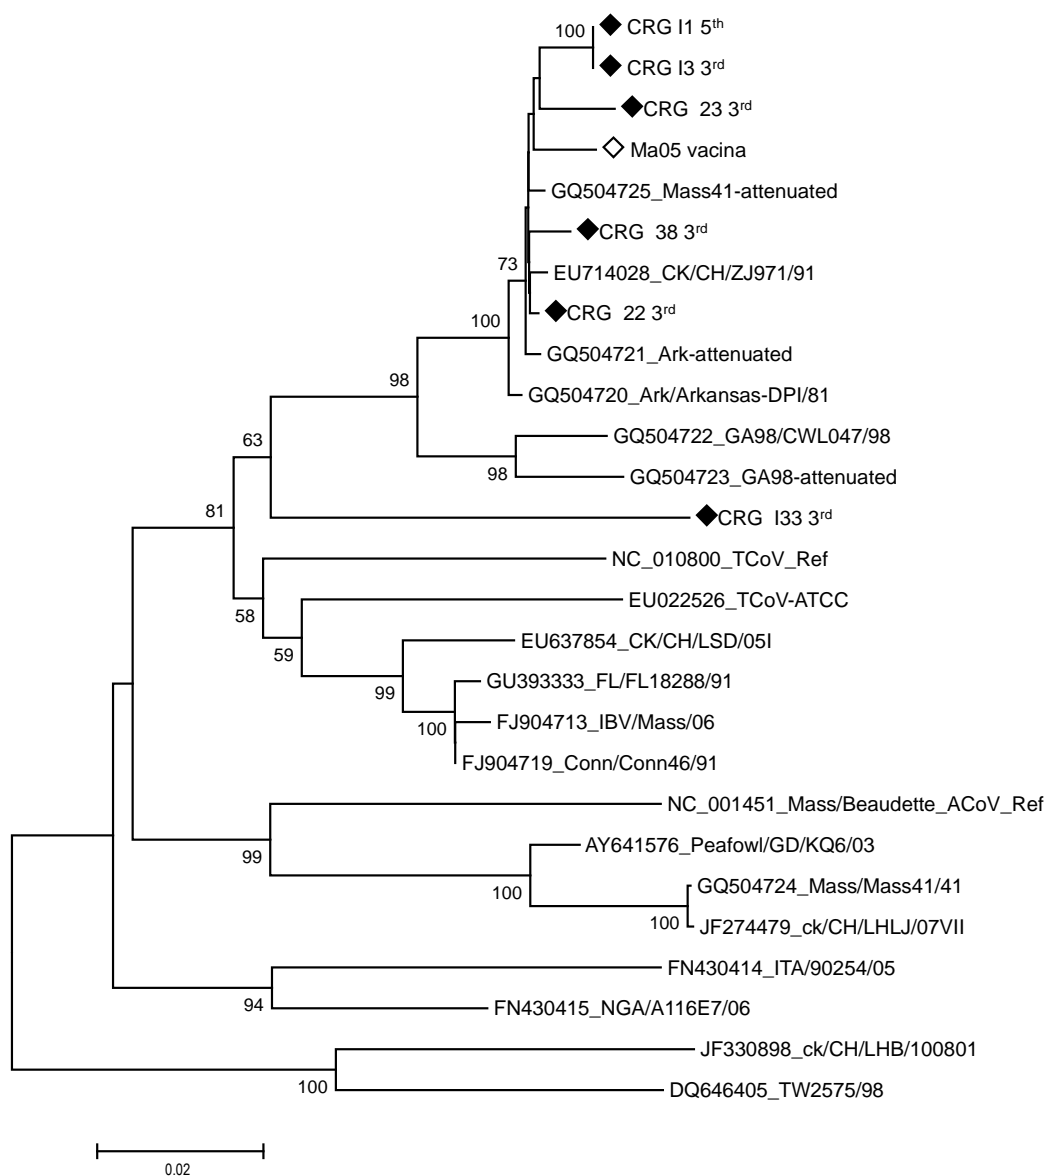 100
CRG I1 5th
CRG I3 3rd
CRG 23 3rd
Ma05 vacina
GQ504725_Mass41-attenuated
CRG 38 3rd
73
EU714028_CK/CH/ZJ971/91
CRG 22 3rd
100
GQ504721_Ark-attenuated
98
GQ504720_Ark/Arkansas-DPI/81
63
GQ504722_GA98/CWL047/98
98
GQ504723_GA98-attenuated
81
CRG I33 3rd
NC_010800_TCoV_Ref
58
EU022526_TCoV-ATCC
59
EU637854_CK/CH/LSD/05I
99
GU393333_FL/FL18288/91
100
FJ904713_IBV/Mass/06
FJ904719_Conn/Conn46/91
NC_001451_Mass/Beaudette_ACoV_Ref
99
AY641576_Peafowl/GD/KQ6/03
100
GQ504724_Mass/Mass41/41
100
JF274479_ck/CH/LHLJ/07VII
FN430414_ITA/90254/05
94
FN430415_NGA/A116E7/06
JF330898_ck/CH/LHB/100801
100
DQ646405_TW2575/98
0.02